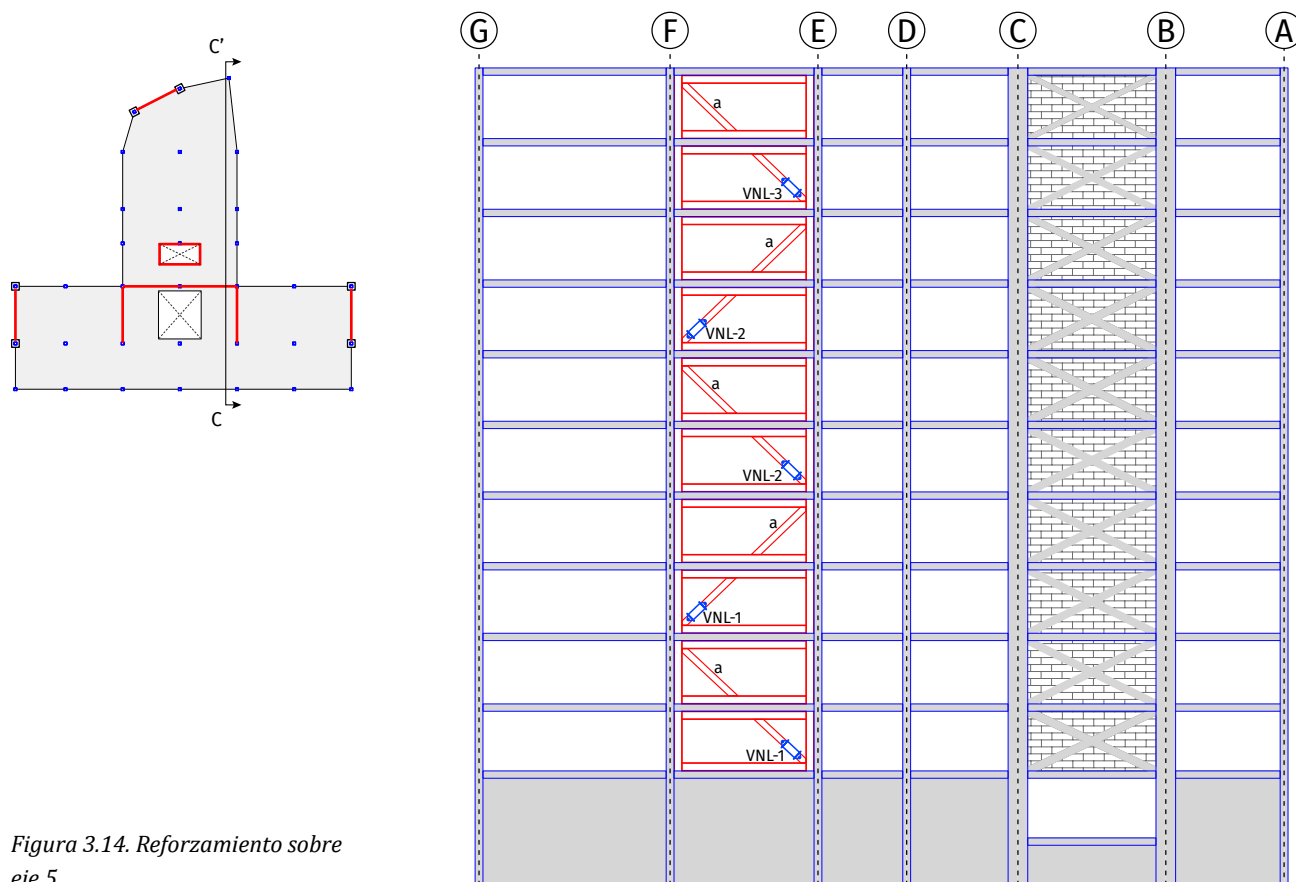 C'
C
G F E D C B A
a
VNL-3
a
VNL-2
a
VNL-2
a
VNL-1
a
VNL-1
Figura 3.14. Reforzamiento sobre
eje 5